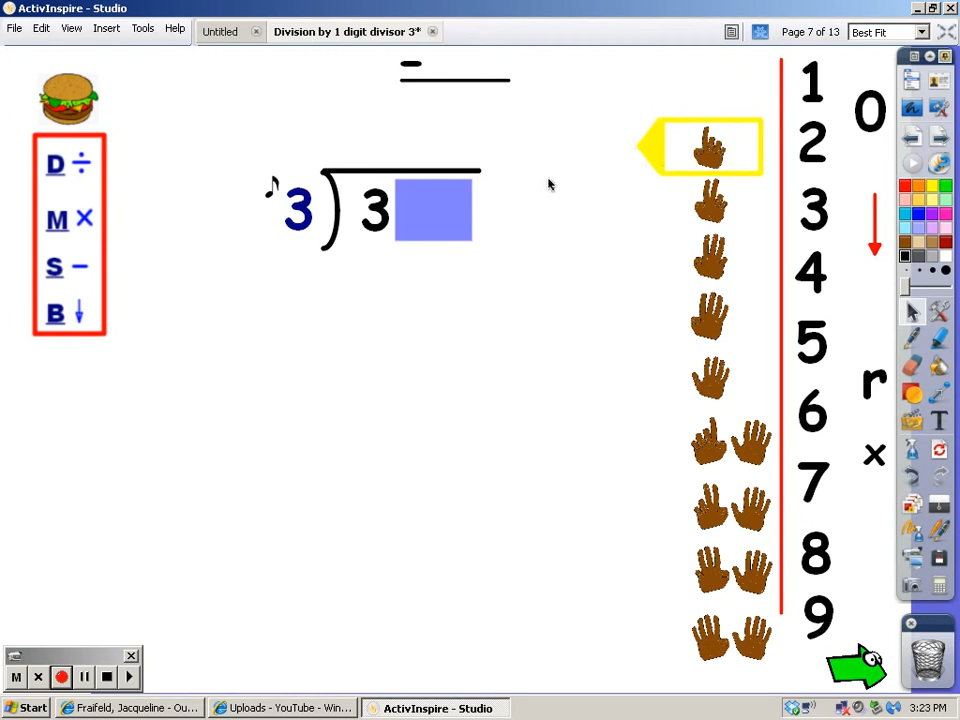 ActivInspire - Studio
File Edit View Insert Tools Help
Untitled
Division by 1 digit divisor 3*
Page 7 of 13
Best Fit
D ÷
M ×
S −
B ↓
3 ) 3
1
2
3
4
5
6
7
8
9
0
r
x
T
M
Start
Fraifeld, Jacqueline - Ou...
Uploads - YouTube - Win...
ActivInspire - Studio
3:23 PM